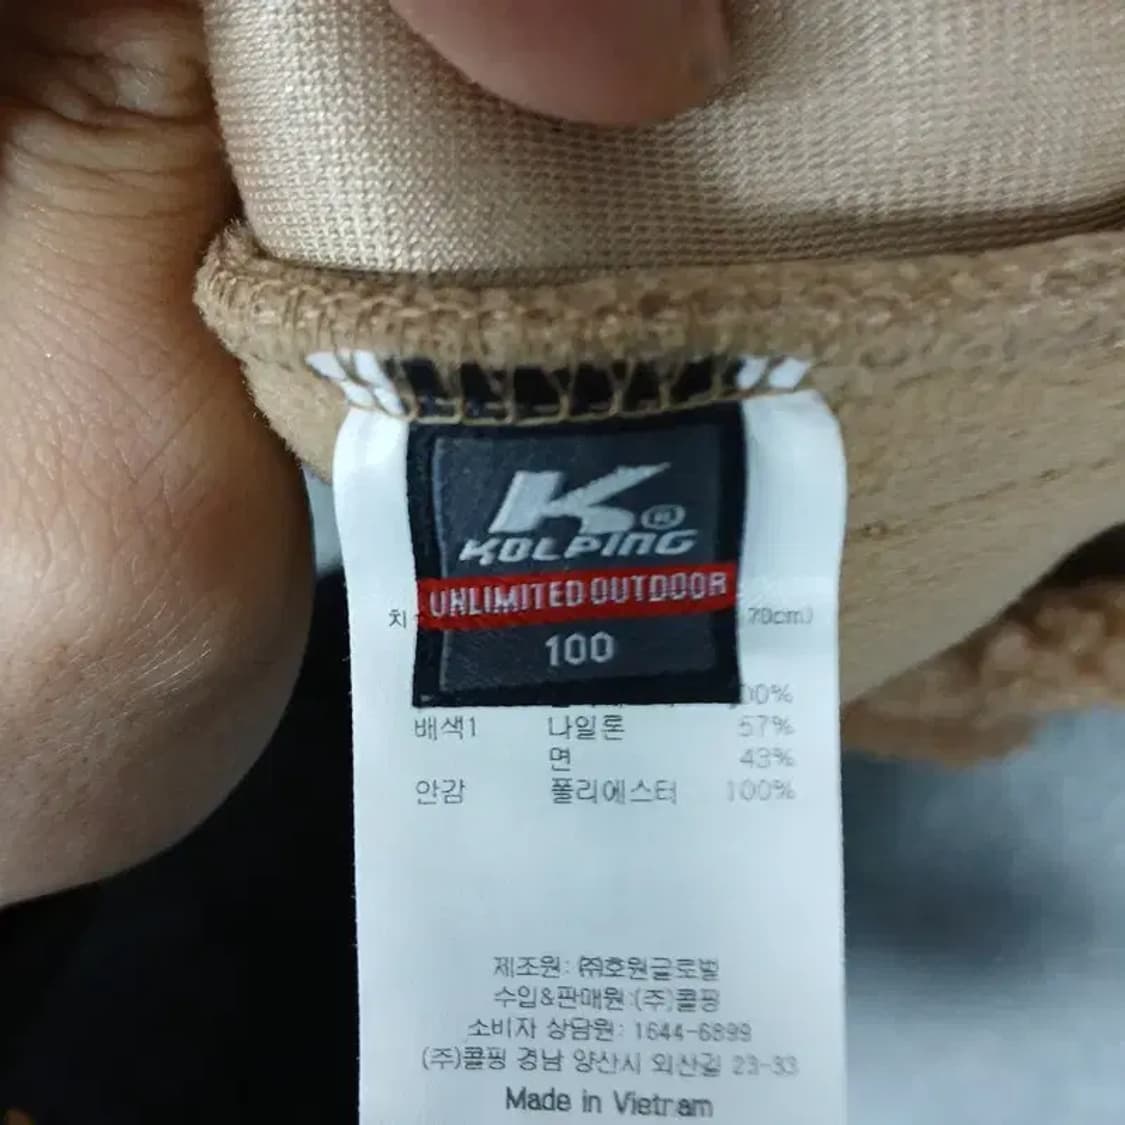 K®
KOLPING
UNLIMITED OUTDOOR
100
치 70cm)
00%
배색1 나일론 57%
면 43%
안감 폴리에스터 100%
제조원: ㈜호원글로벌
수입&판매원:(주)콜핑
소비자 상담원: 1644-6899
(주)콜핑 경남 양산시 외산길 23-33
Made in Vietnam